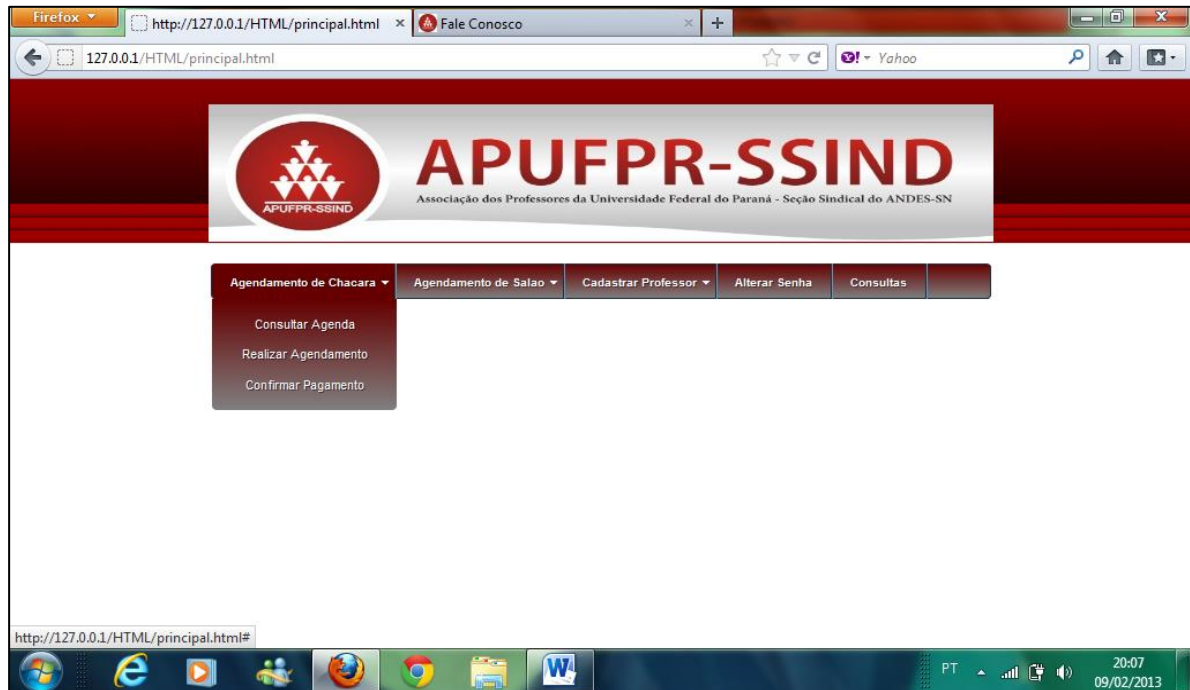 Firefox
http://127.0.0.1/HTML/principal.html
Fale Conosco
127.0.0.1/HTML/principal.html
Yahoo
APUFPR-SSIND
APUFPR-SSIND
Associação dos Professores da Universidade Federal do Paraná - Seção Sindical do ANDES-SN
Agendamento de Chacara Agendamento de Salao Cadastrar Professor Alterar Senha Consultas
Consultar Agenda
Realizar Agendamento
Confirmar Pagamento
http://127.0.0.1/HTML/principal.html#
PT
20:07
09/02/2013